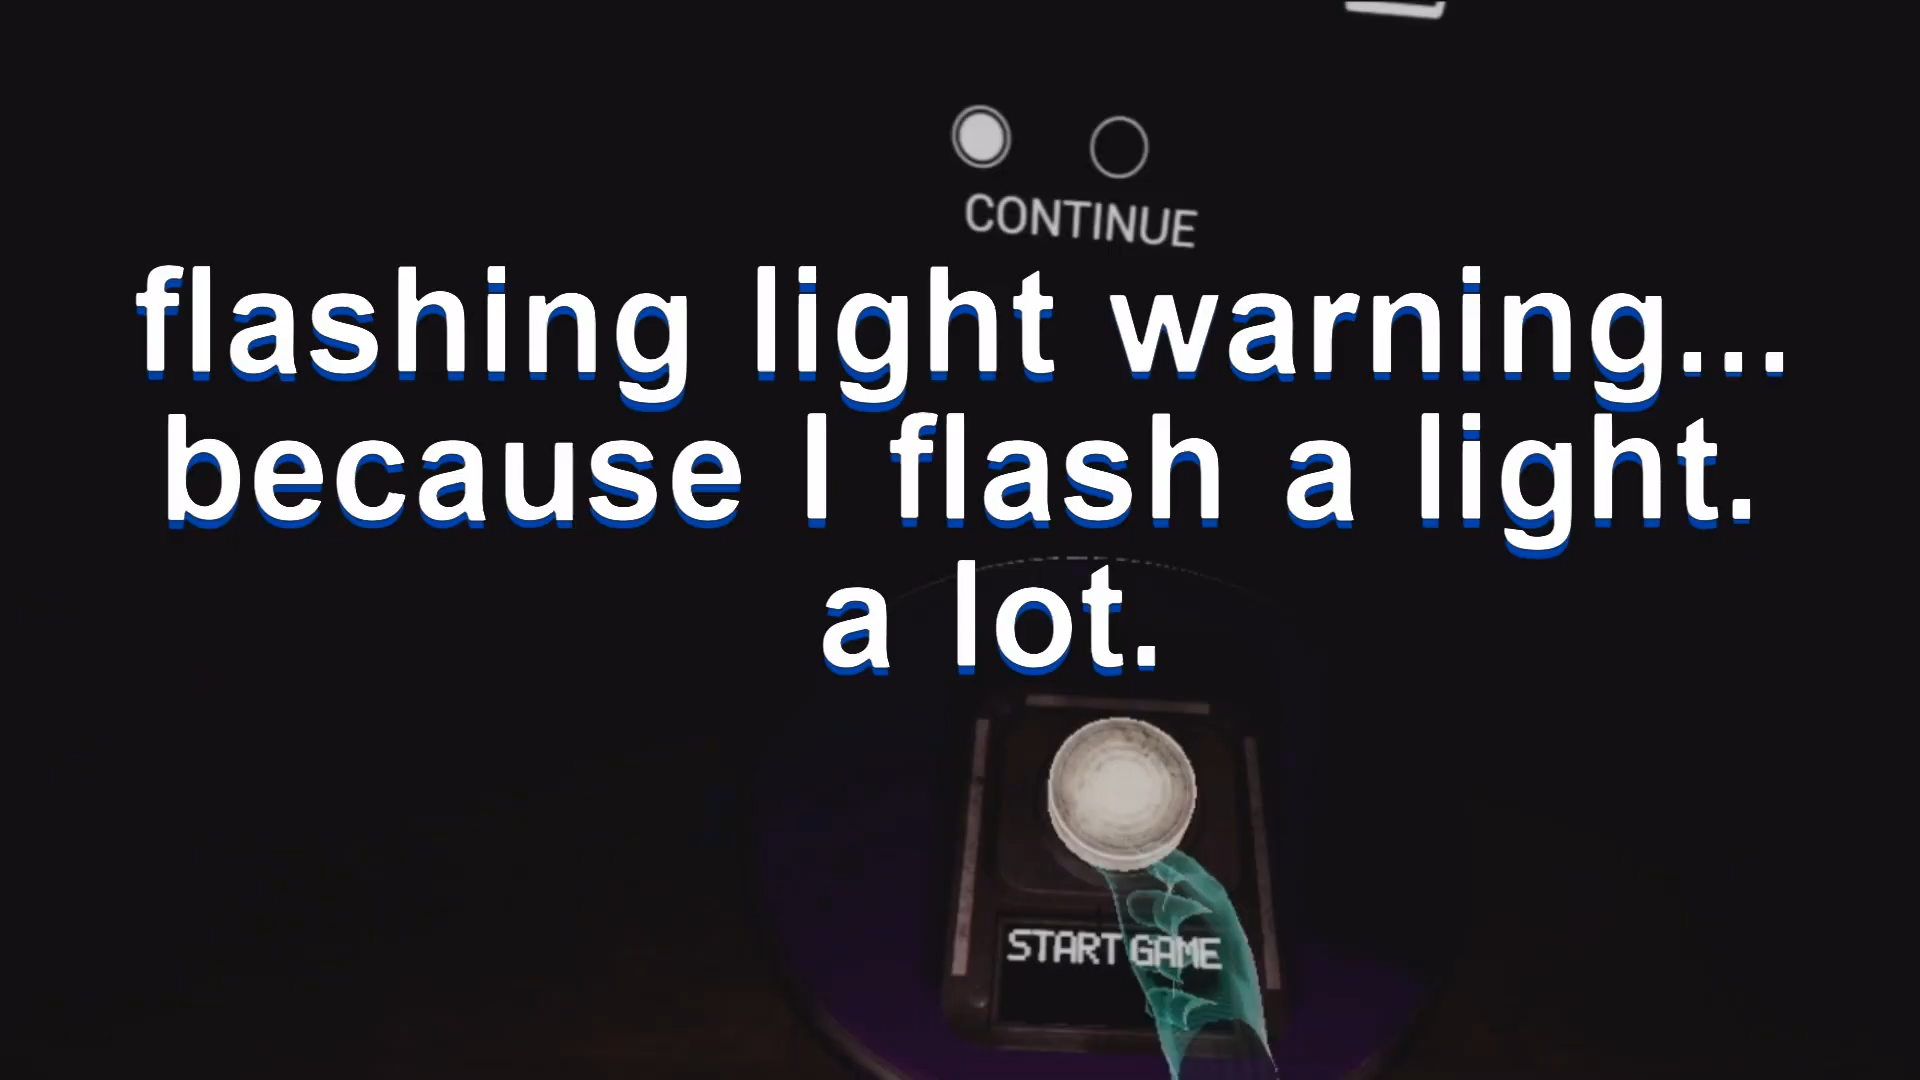 CONTINUE
flashing light warning...
because I flash a light.
a lot.
START GAME